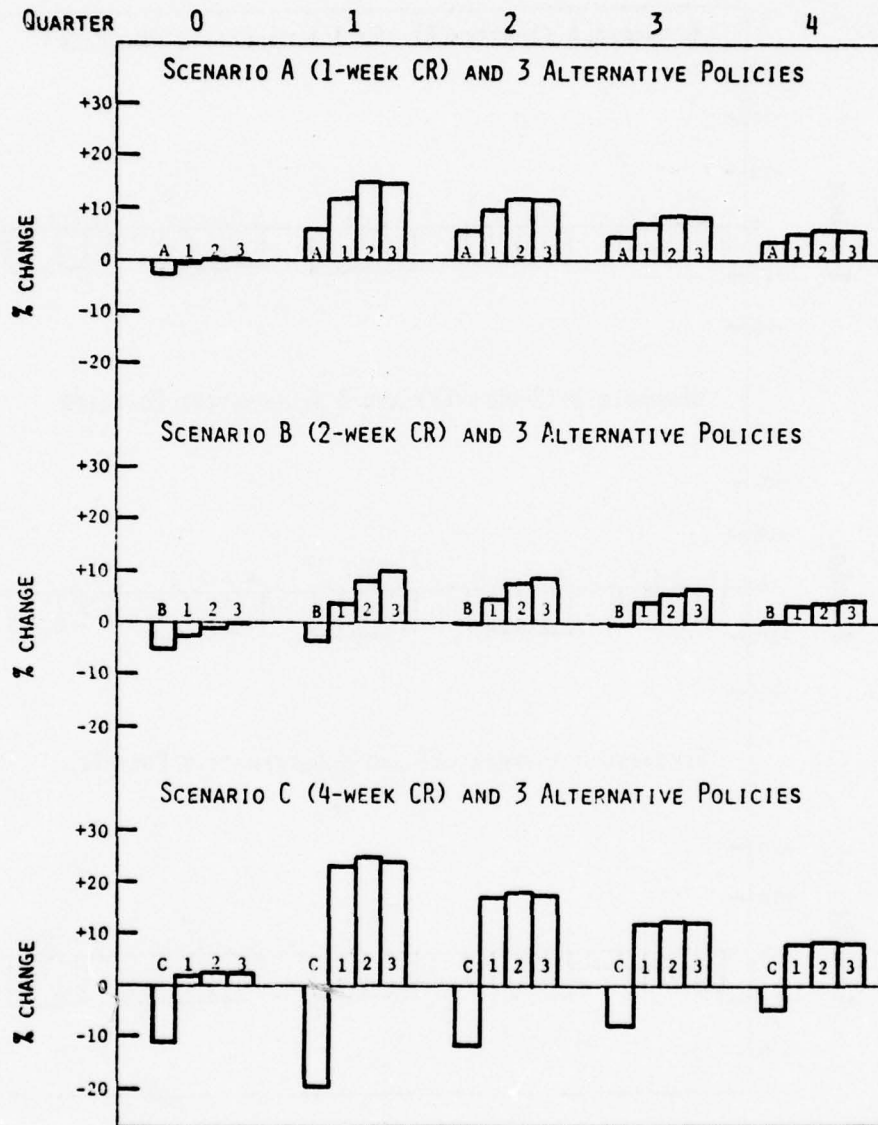 QUARTER 0 1 2 3 4
SCENARIO A (1-WEEK CR) AND 3 ALTERNATIVE POLICIES
+30
+20
+10
0
-10
-20
% CHANGE
A 1 2 3
A 1 2 3
A 1 2 3
A 1 2 3
A 1 2 3
SCENARIO B (2-WEEK CR) AND 3 ALTERNATIVE POLICIES
+30
+20
+10
0
-10
-20
% CHANGE
B 1 2 3
B 1 2 3
B 1 2 3
B 1 2 3
B 1 2 3
SCENARIO C (4-WEEK CR) AND 3 ALTERNATIVE POLICIES
+30
+20
+10
0
-10
-20
% CHANGE
C 1 2 3
C 1 2 3
C 1 2 3
C 1 2 3
C 1 2 3